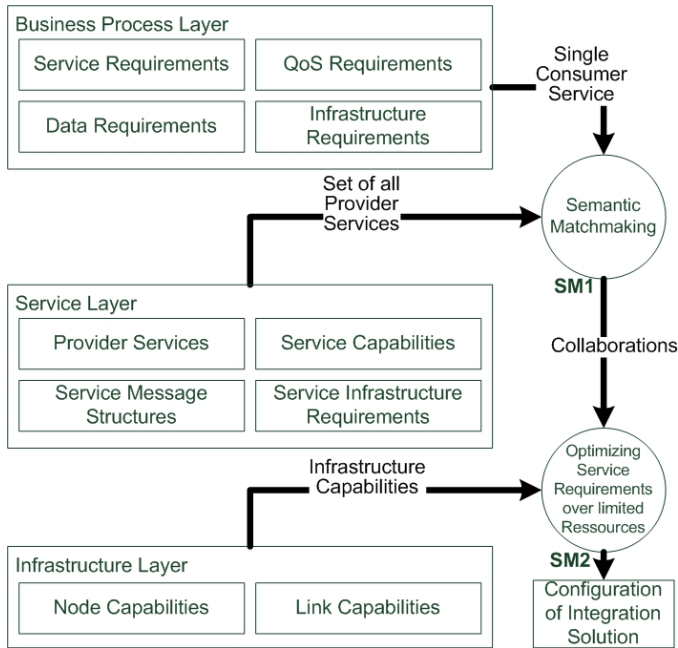 Business Process Layer
Service Requirements
QoS Requirements
Data Requirements
Infrastructure
Requirements
Single
Consumer
Service
Set of all
Provider
Services
Semantic
Matchmaking
SM1
Service Layer
Provider Services
Service Capabilities
Service Message
Structures
Service Infrastructure
Requirements
Collaborations
Infrastructure
Capabilities
Optimizing
Service
Requirements
over limited
Ressources
SM2
Infrastructure Layer
Node Capabilities
Link Capabilities
Configuration
of Integration
Solution